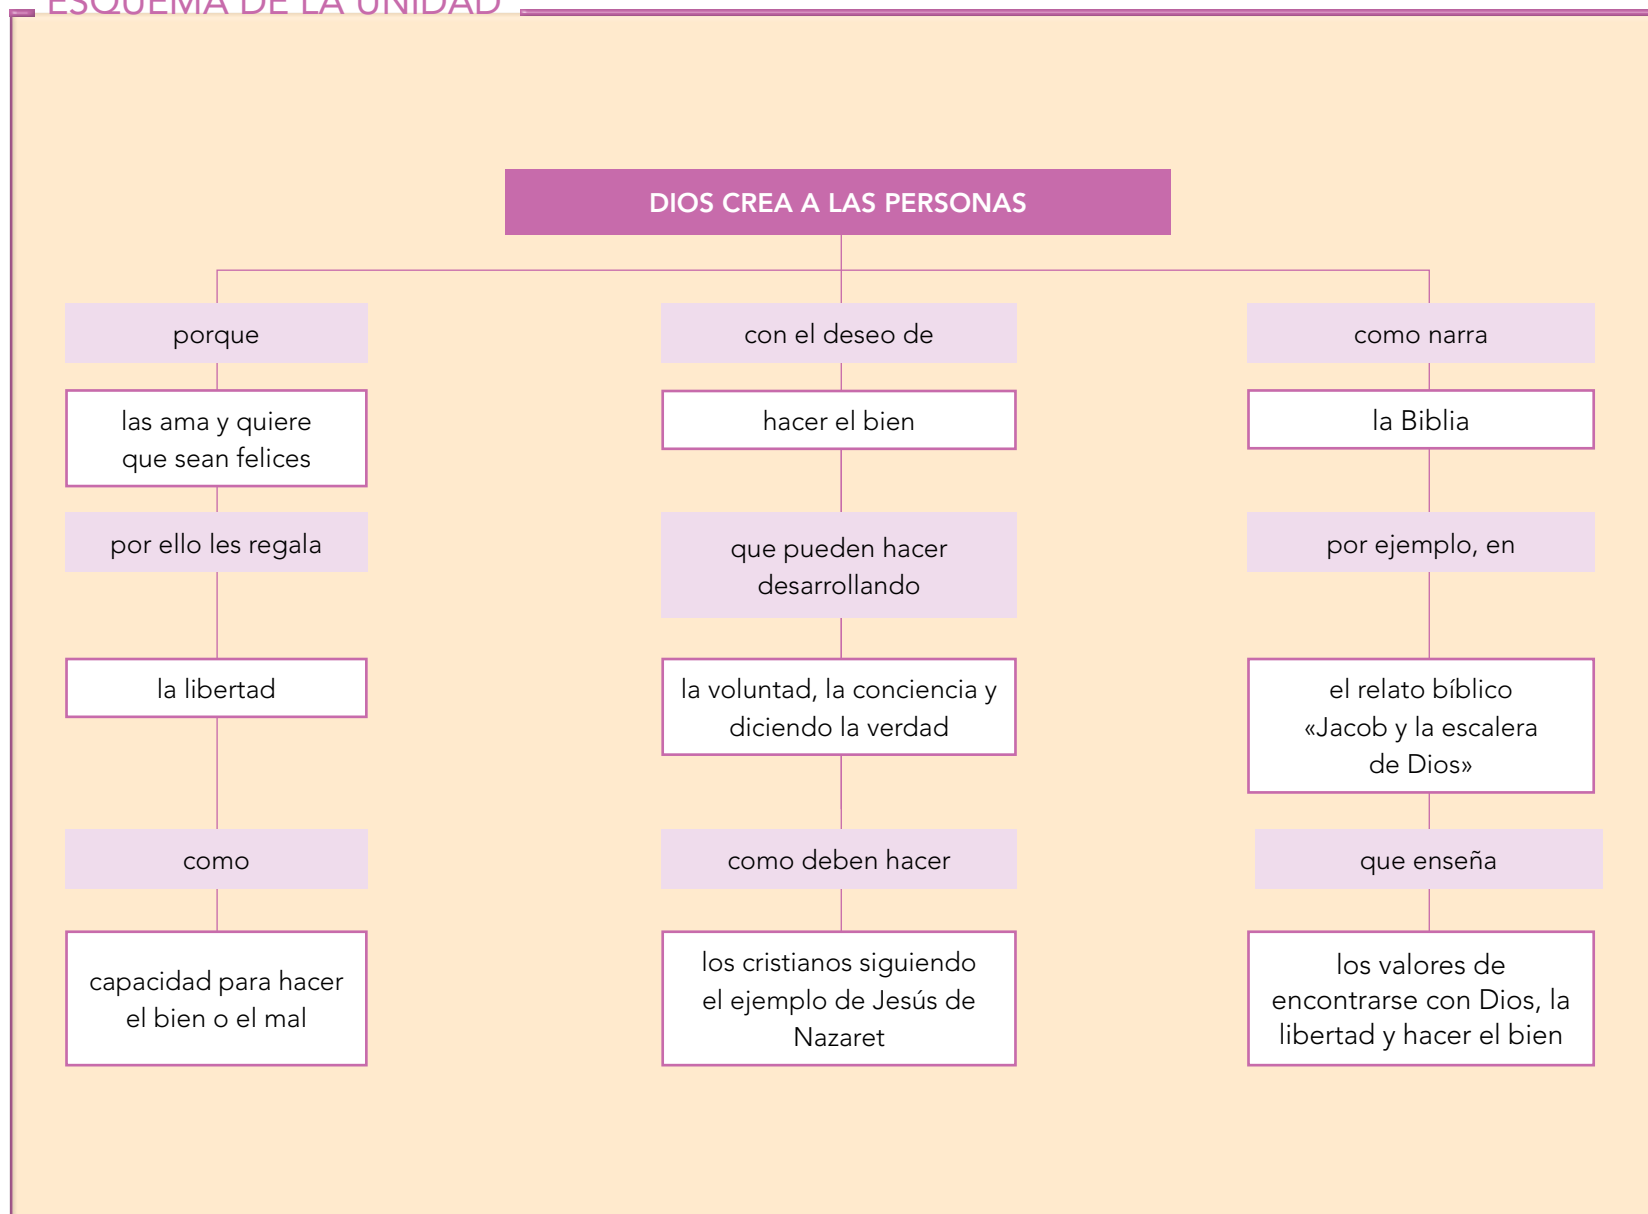 ESQUEMA DE LA UNIDAD
DIOS CREA A LAS PERSONAS
porque
las ama y quiere
que sean felices
por ello les regala
la libertad
como
capacidad para hacer
el bien o el mal
con el deseo de
hacer el bien
que pueden hacer
desarrollando
la voluntad, la conciencia y
diciendo la verdad
como deben hacer
los cristianos siguiendo
el ejemplo de Jesús de
Nazaret
como narra
la Biblia
por ejemplo, en
el relato bíblico
«Jacob y la escalera
de Dios»
que enseña
los valores de
encontrarse con Dios, la
libertad y hacer el bien